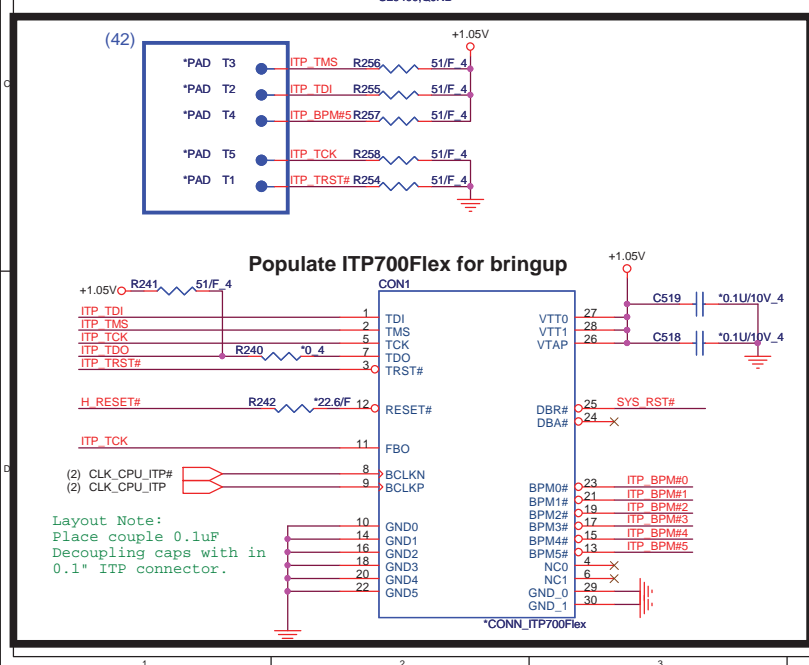 (42)
+1.05V
*PAD T3 ITP_TMS R256 51/F_4
*PAD T2 ITP_TDI R255 51/F_4
*PAD T4 ITP_BPM#5 R257 51/F_4
*PAD T5 ITP_TCK R258 51/F_4
*PAD T1 ITP_TRST# R254 51/F_4
C
Populate ITP700Flex for bringup
+1.05V
+1.05V R241 51/F_4
CON1
C519 *0.1U/10V_4
ITP_TDI 1 TDI VTT0 27
ITP_TMS 2 TMS VTT1 28
ITP_TCK 5 TCK VTAP 26 C518 *0.1U/10V_4
ITP_TDO R240 *0_4 7 TDO
ITP_TRST# 3 TRST#
H_RESET# R242 *22.6/F 12 RESET# DBR# 25 SYS_RST#
DBA# 24
ITP_TCK 11 FBO
D
(2) CLK_CPU_ITP# 8 BCLKN
(2) CLK_CPU_ITP 9 BCLKP
BPM0# 23 ITP_BPM#0
BPM1# 21 ITP_BPM#1
BPM2# 19 ITP_BPM#2
BPM3# 17 ITP_BPM#3
BPM4# 15 ITP_BPM#4
BPM5# 13 ITP_BPM#5
Layout Note:
Place couple 0.1uF
Decoupling caps with in
0.1" ITP connector.
10 GND0
14 GND1
16 GND2
18 GND3
20 GND4
22 GND5
NC0 4
NC1 6
GND_0 29
GND_1 30
*CONN_ITP700Flex
1 2 3